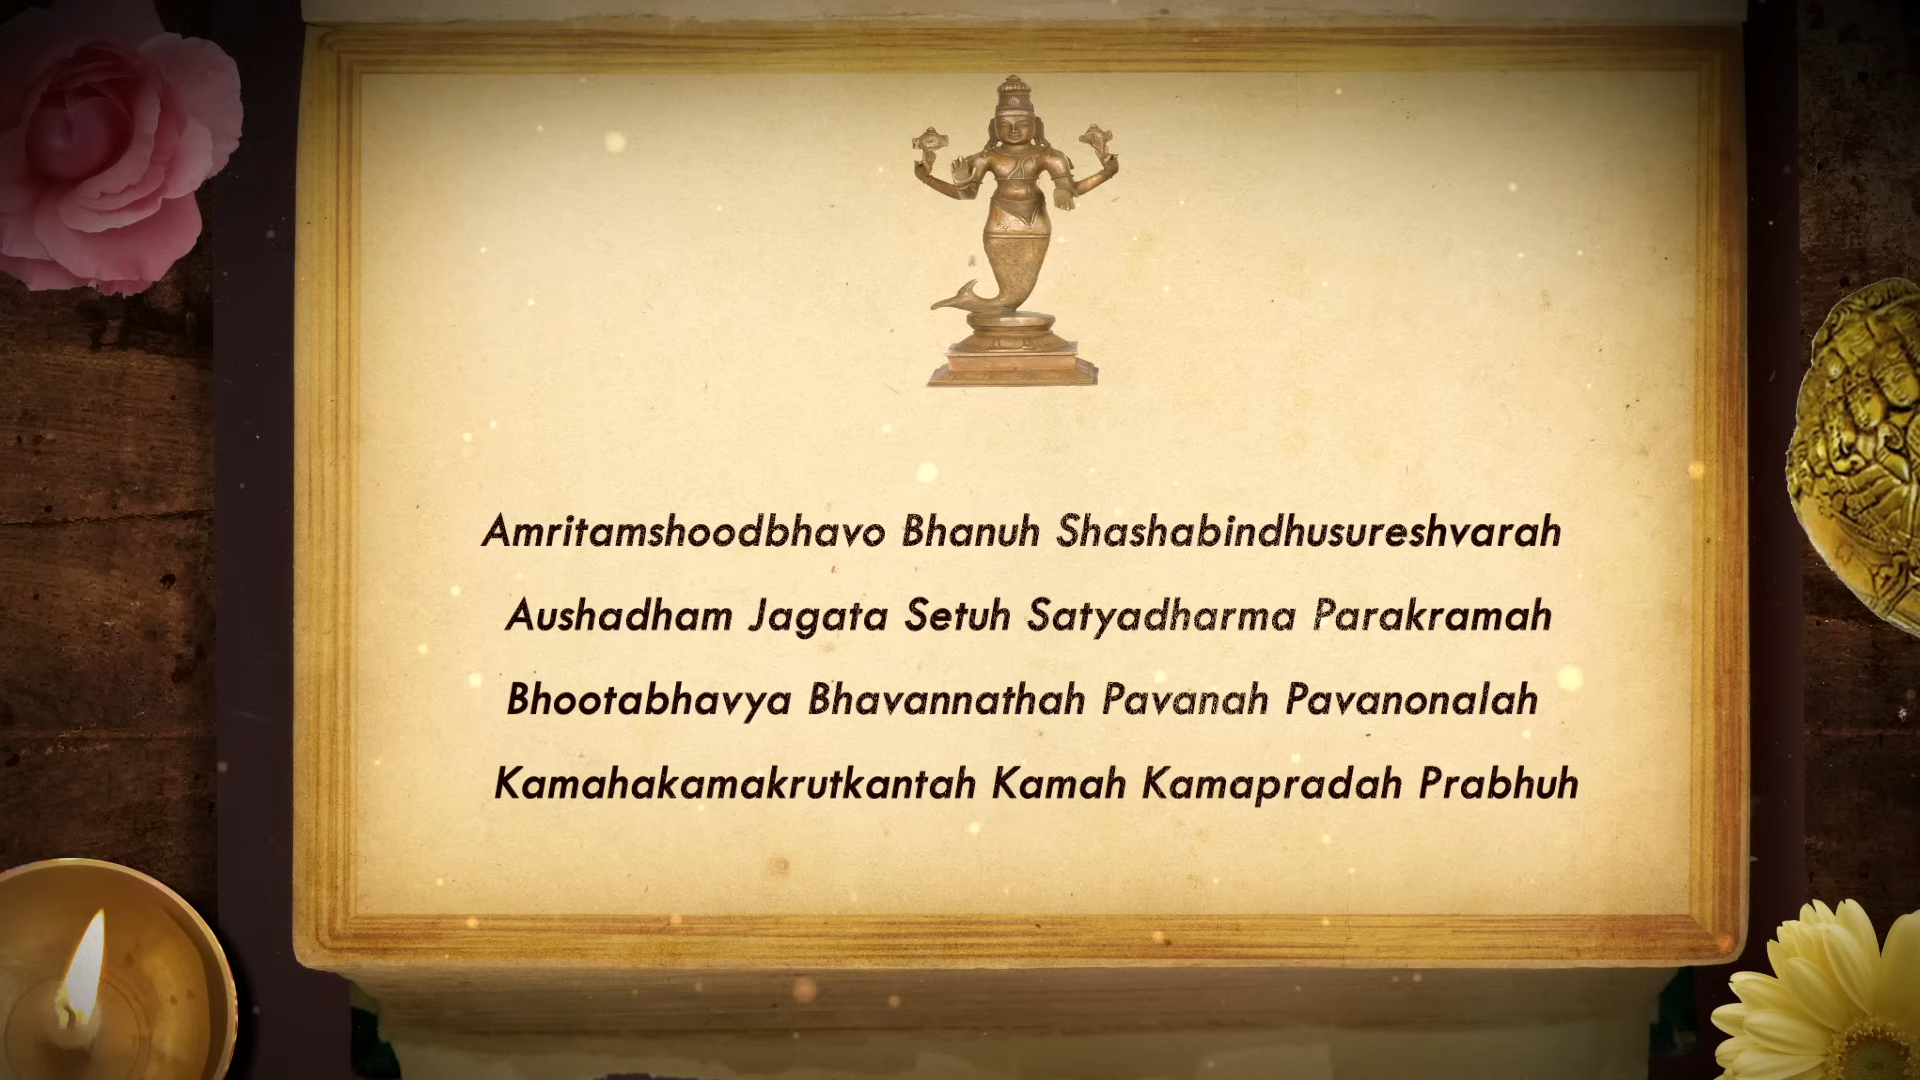 Amritamshoodbhavo Bhanuh Shashabindhusureshvarah
Aushadham Jagata Setuh Satyadharma Parakramah
Bhootabhavya Bhavannathah Pavanah Pavanonalah
Kamahakamakrutkantah Kamah Kamapradah Prabhuh